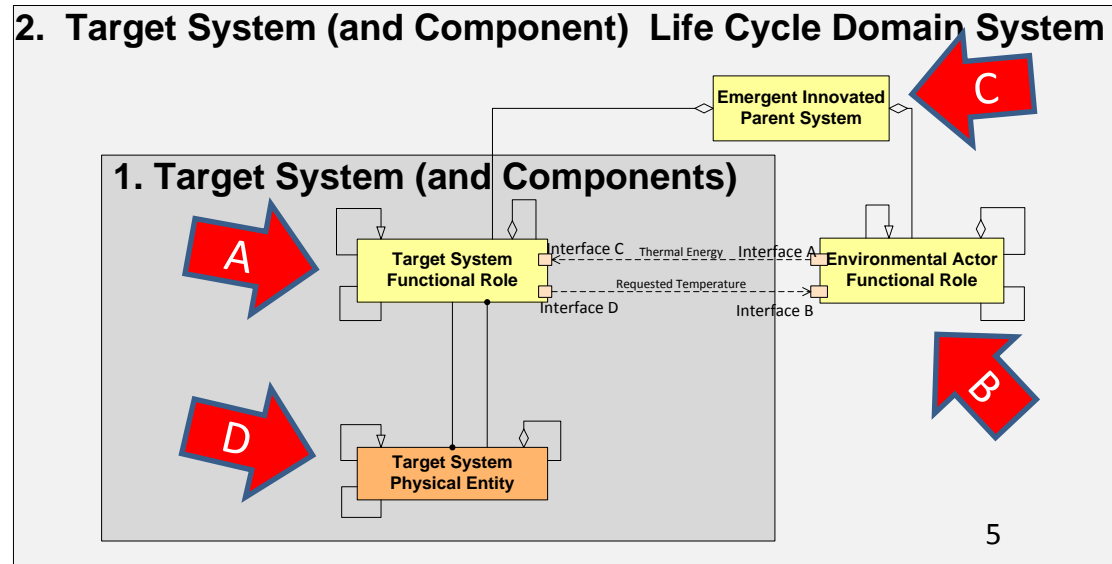 2. Target System (and Component) Life Cycle Domain System
C
Emergent Innovated
Parent System
1. Target System (and Components)
A
Target System
Functional Role
Interface C
Thermal Energy
Interface A
Environmental Actor
Functional Role
Requested Temperature
Interface D
Interface B
B
D
Target System
Physical Entity
5